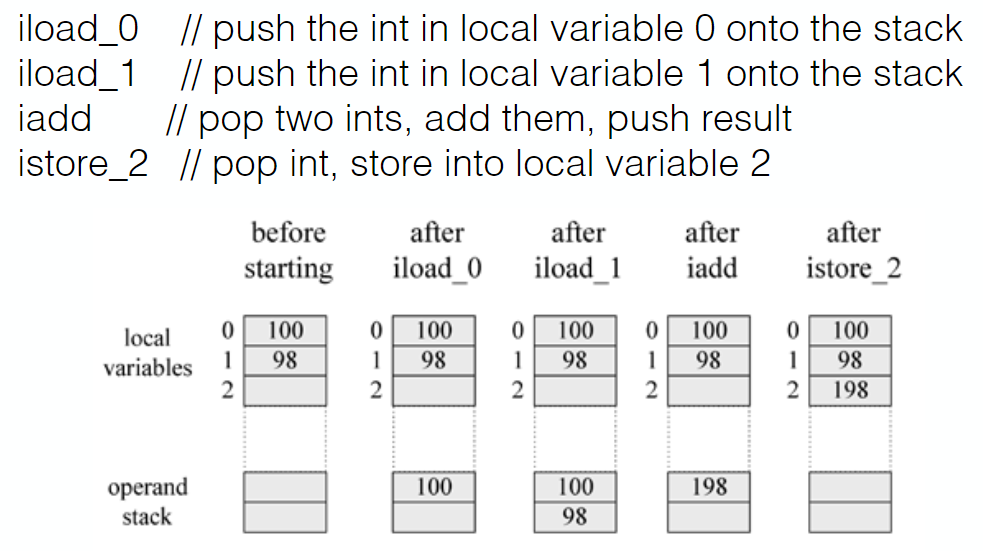 iload_0 // push the int in local variable 0 onto the stack
iload_1 // push the int in local variable 1 onto the stack
iadd // pop two ints, add them, push result
istore_2 // pop int, store into local variable 2
before starting
after iload_0
after iload_1
after iadd
after istore_2
local variables
0 100 0 100 0 100 0 100 0 100
1 98 1 98 1 98 1 98 1 98
2 2 2 2 2 198
operand stack
100 100 198
98